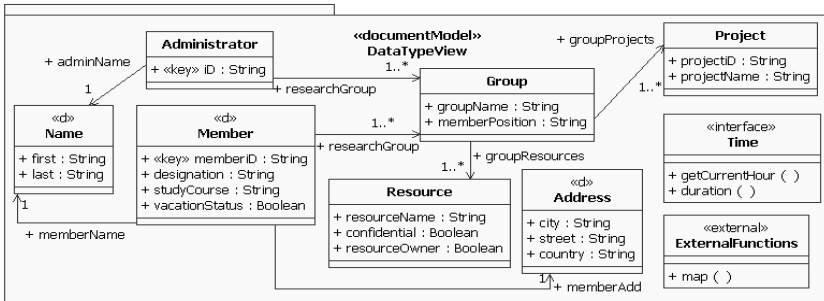 «documentModel»
DataTypeView
Administrator
+ «key» iD : String
+ adminName
1
1..*
+ researchGroup
Group
+ groupName : String
+ memberPosition : String
+ groupProjects
1..*
Project
+ projectiD : String
+ projectName : String
«d»
Name
+ first : String
+ last : String
1
+ memberName
«d»
Member
+ «key» memberiD : String
+ designation : String
+ studyCourse : String
+ vacationStatus : Boolean
1..*
+ researchGroup
1..*
+ groupResources
Resource
+ resourceName : String
+ confidential : Boolean
+ resourceOwner : Boolean
«d»
Address
+ city : String
+ street : String
+ country : String
1
+ memberAdd
«interface»
Time
+ getCurrentHour ( )
+ duration ( )
«external»
ExternalFunctions
+ map ( )